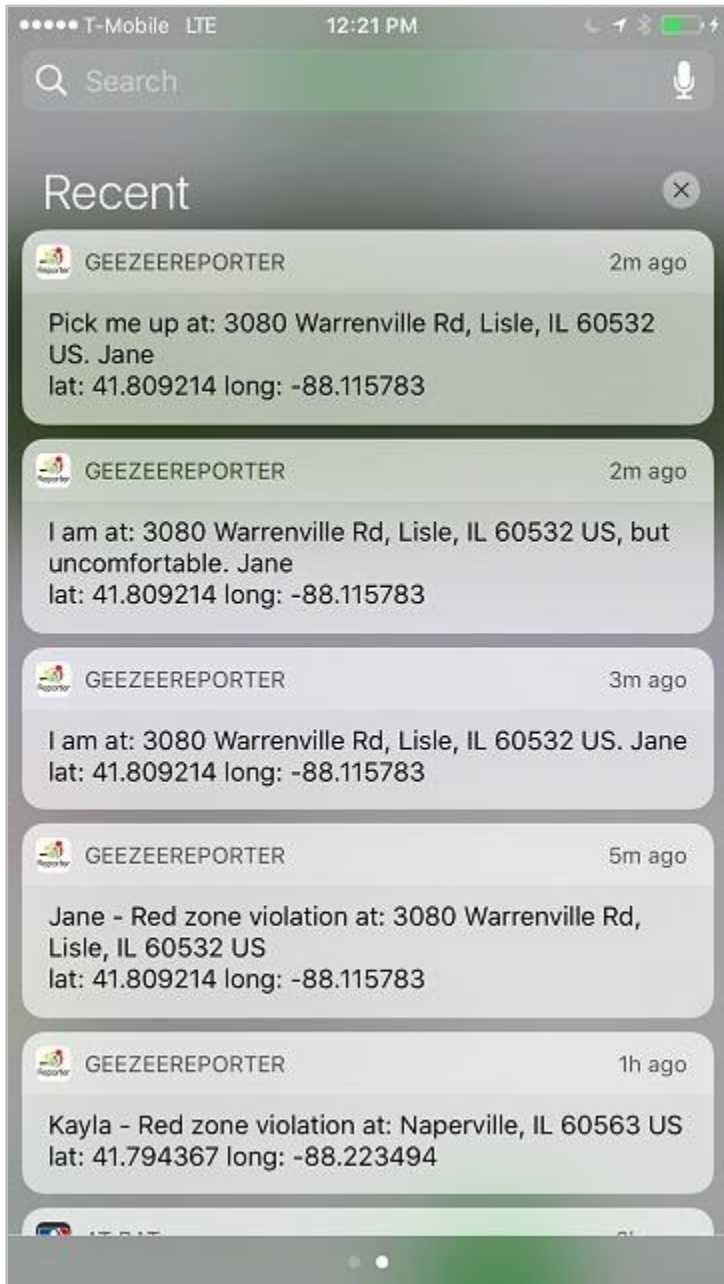 T-Mobile LTE 12:21 PM
Search
Recent
GEEZEEREPORTER 2m ago
Pick me up at: 3080 Warrenville Rd, Lisle, IL 60532
US. Jane
lat: 41.809214 long: -88.115783
GEEZEEREPORTER 2m ago
I am at: 3080 Warrenville Rd, Lisle, IL 60532 US, but
uncomfortable. Jane
lat: 41.809214 long: -88.115783
GEEZEEREPORTER 3m ago
I am at: 3080 Warrenville Rd, Lisle, IL 60532 US. Jane
lat: 41.809214 long: -88.115783
GEEZEEREPORTER 5m ago
Jane - Red zone violation at: 3080 Warrenville Rd,
Lisle, IL 60532 US
lat: 41.809214 long: -88.115783
GEEZEEREPORTER 1h ago
Kayla - Red zone violation at: Naperville, IL 60563 US
lat: 41.794367 long: -88.223494